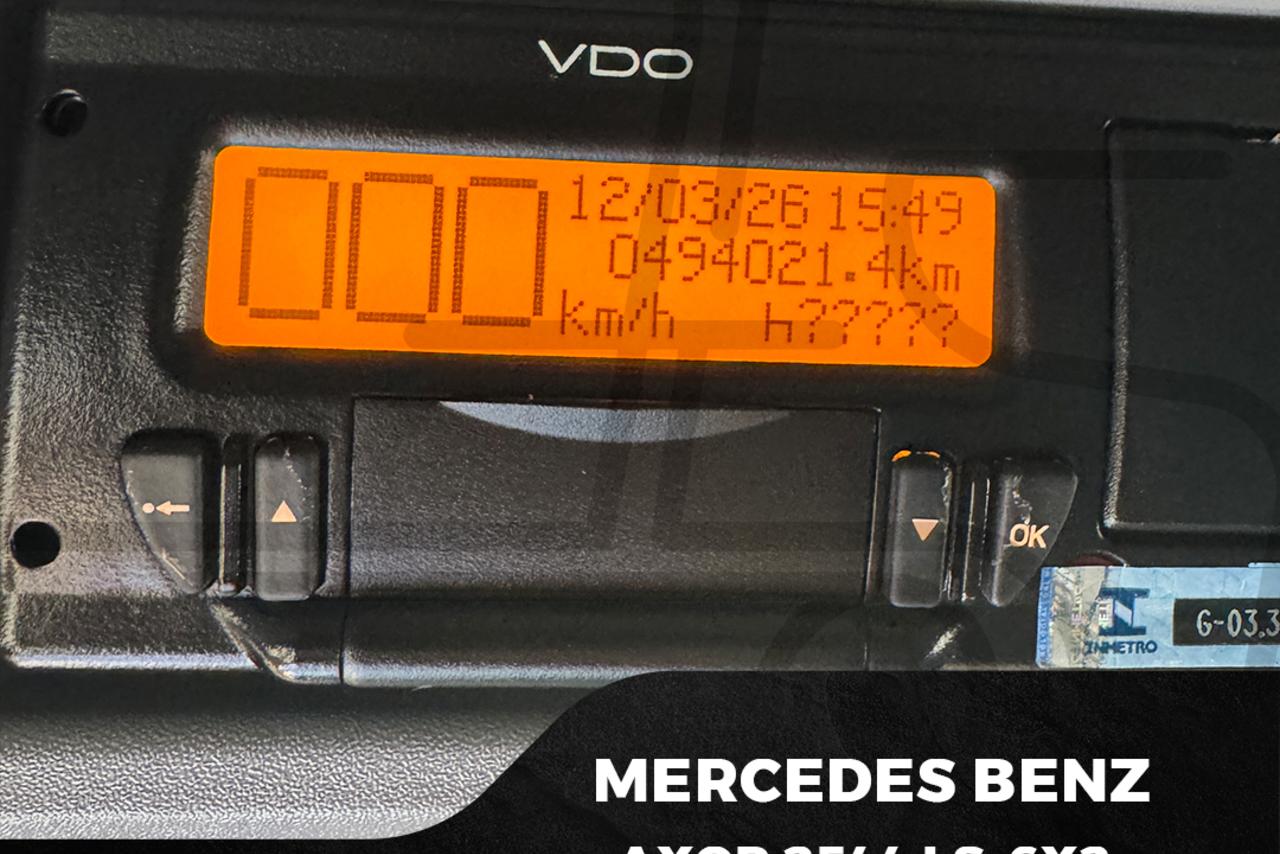 VDO
000
12/03/26 15:49
0494021.4km
km/h h?????
OK
INMETRO
G-03.3
MERCEDES BENZ